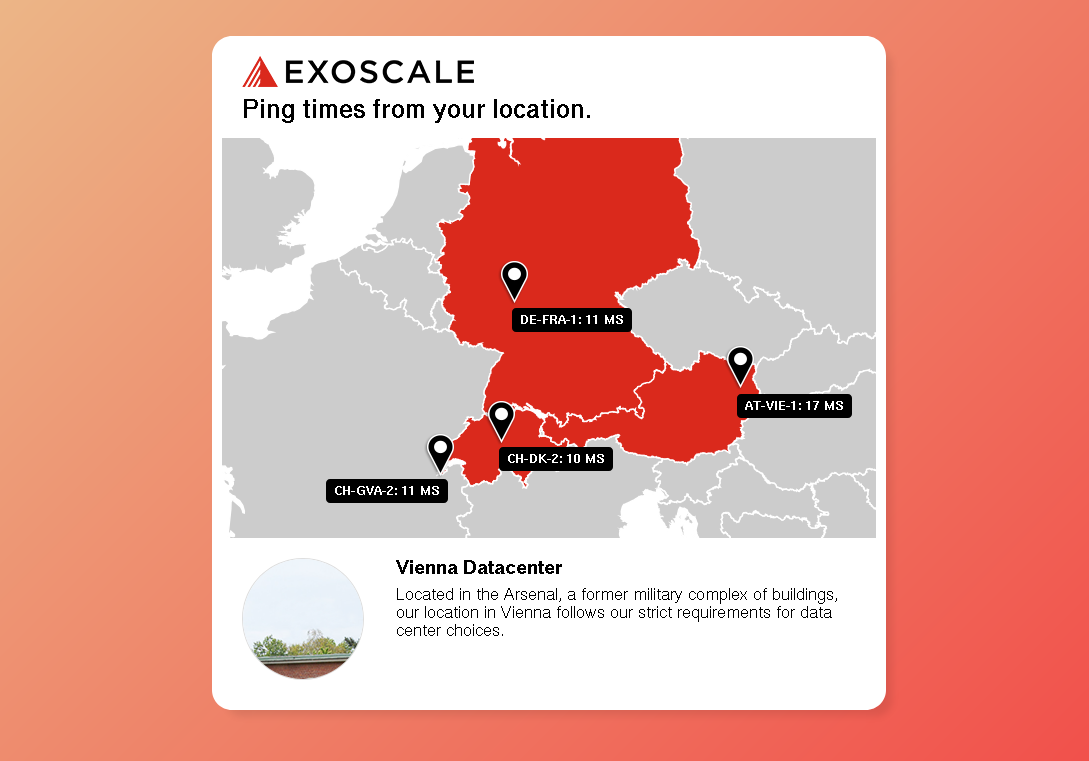 EXOSCALE
Ping times from your location.
DE-FRA-1: 11 MS
AT-VIE-1: 17 MS
CH-DK-2: 10 MS
CH-GVA-2: 11 MS
Vienna Datacenter
Located in the Arsenal, a former military complex of buildings,
our location in Vienna follows our strict requirements for data
center choices.